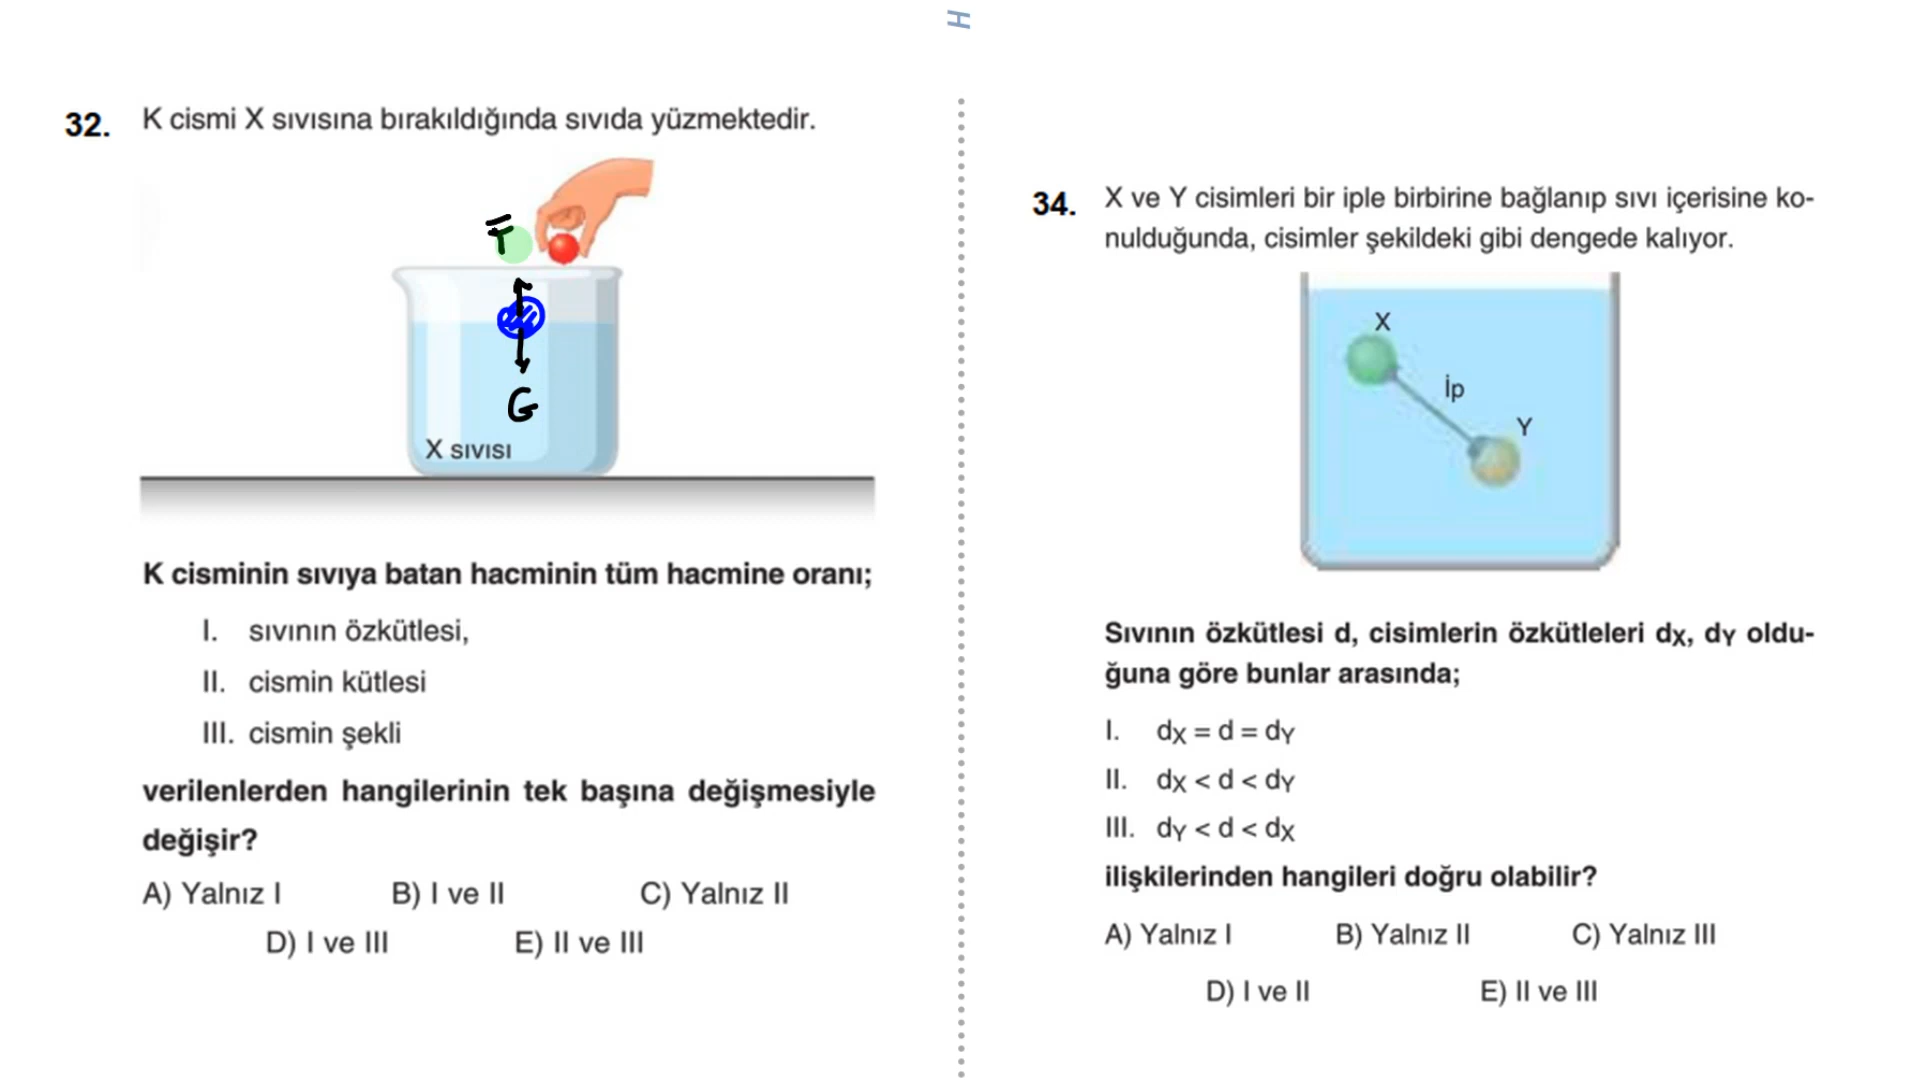 H
32. K cismi X sıvısına bırakıldığında sıvıda yüzmektedir.
T
G
X sıvısı
K cisminin sıvıya batan hacminin tüm hacmine oranı;
I. sıvının özkütlesi,
II. cismin kütlesi
III. cismin şekli
verilenlerden hangilerinin tek başına değişmesiyle
değişir?
A) Yalnız I B) I ve II C) Yalnız II
D) I ve III E) II ve III
34. X ve Y cisimleri bir iple birbirine bağlanıp sıvı içerisine ko-
nulduğunda, cisimler şekildeki gibi dengede kalıyor.
X
İp
Y
Sıvının özkütlesi d, cisimlerin özkütleleri dX, dY oldu-
ğuna göre bunlar arasında;
I. dX = d = dY
II. dX < d < dY
III. dY < d < dX
ilişkilerinden hangileri doğru olabilir?
A) Yalnız I B) Yalnız II C) Yalnız III
D) I ve II E) II ve III